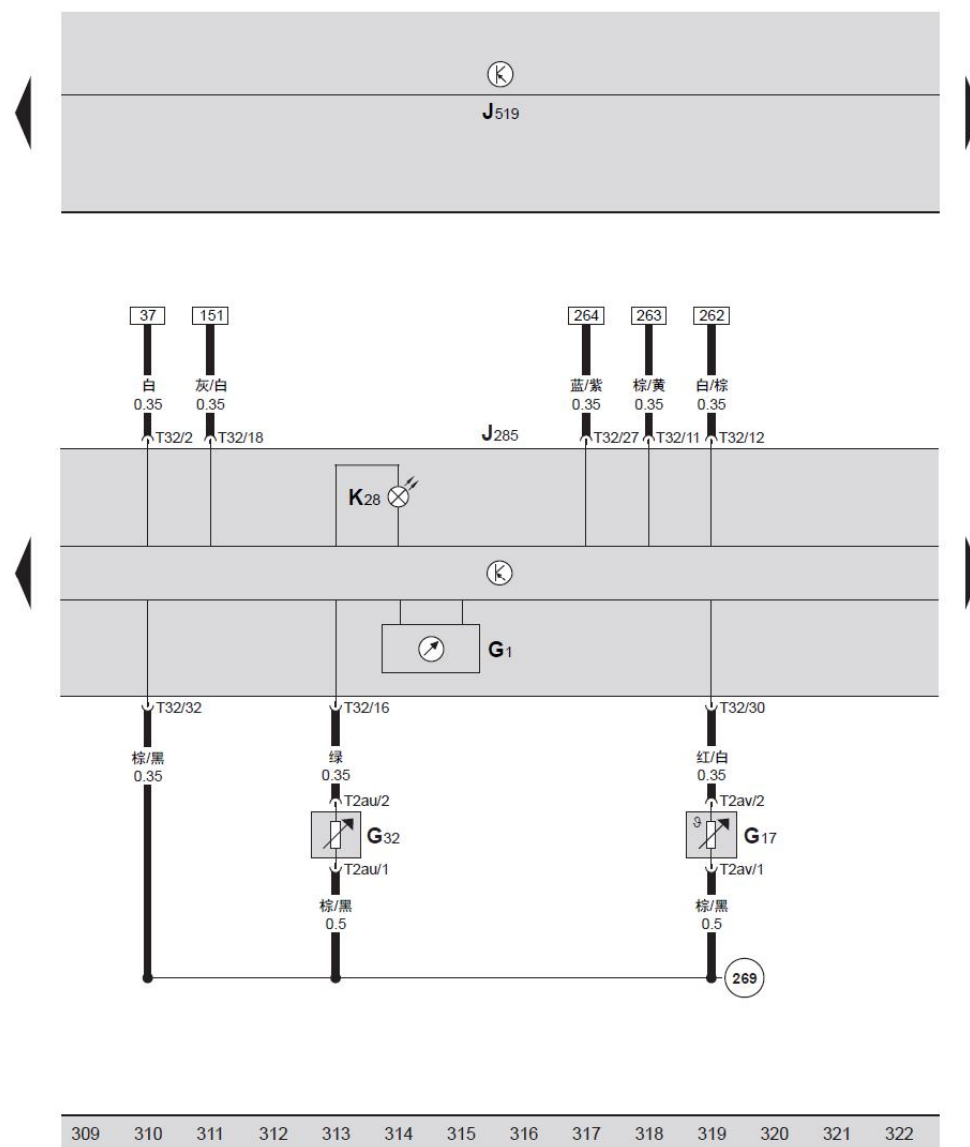 J519
37 151 264 263 262
白 灰/白 蓝/紫 棕/黄 白/棕
0.35 0.35 0.35 0.35 0.35
T32/2 T32/18 J285 T32/27 T32/11 T32/12
K28
G1
T32/32 T32/16 T32/30
棕/黑 绿 红/白
0.35 0.35 0.35
T2au/2 T2av/2
G32 ϑ G17
T2au/1 T2av/1
棕/黑 棕/黑
0.5 0.5
269
309 310 311 312 313 314 315 316 317 318 319 320 321 322